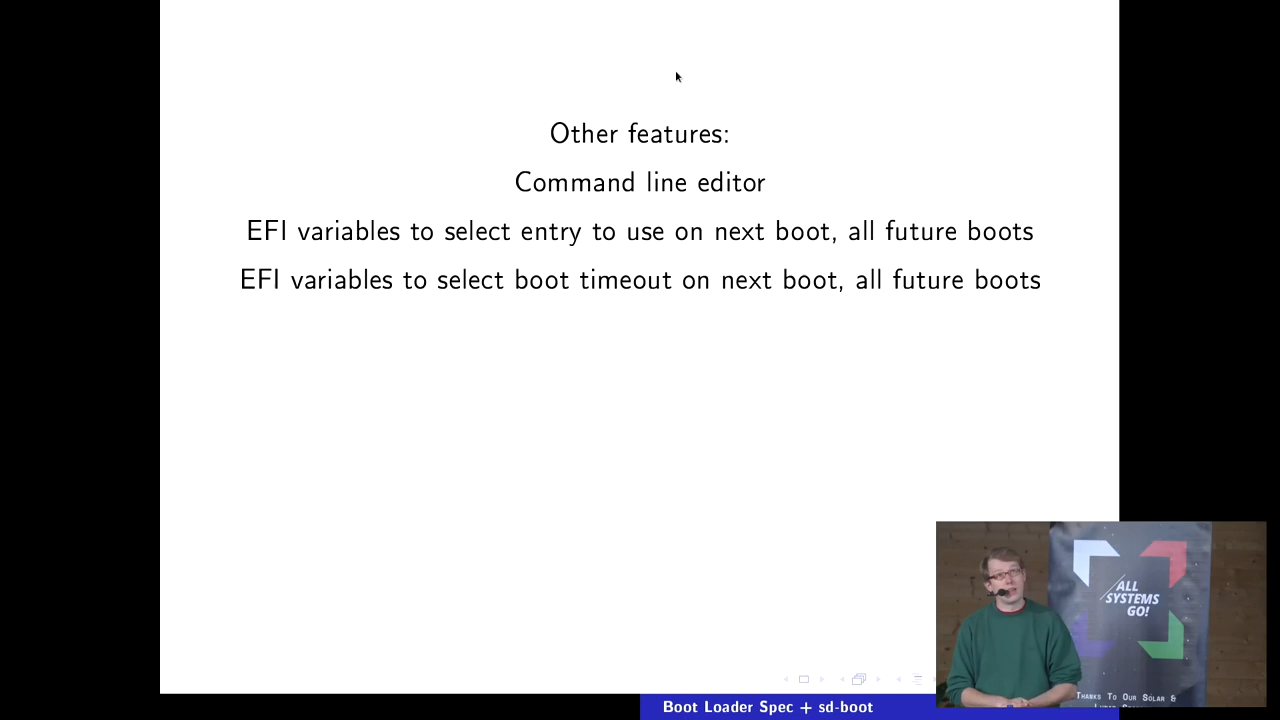 Other features:
Command line editor
EFI variables to select entry to use on next boot, all future boots
EFI variables to select boot timeout on next boot, all future boots
ALL
SYSTEMS
GO!
Thanks To Our Solar &
Boot Loader Spec + sd-boot